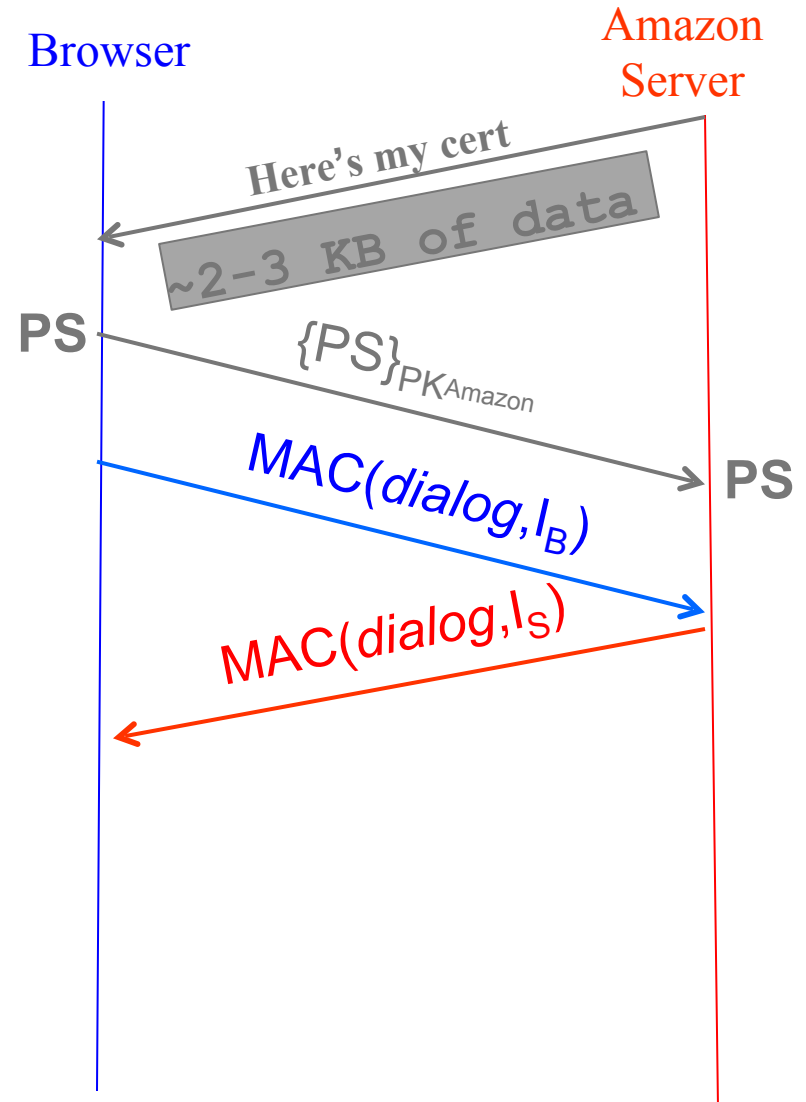 Browser
Amazon
Server
Here’s my cert
~2-3 KB of data
PS
{PS}PKAmazon
PS
MAC(dialog,IB)
MAC(dialog,IS)